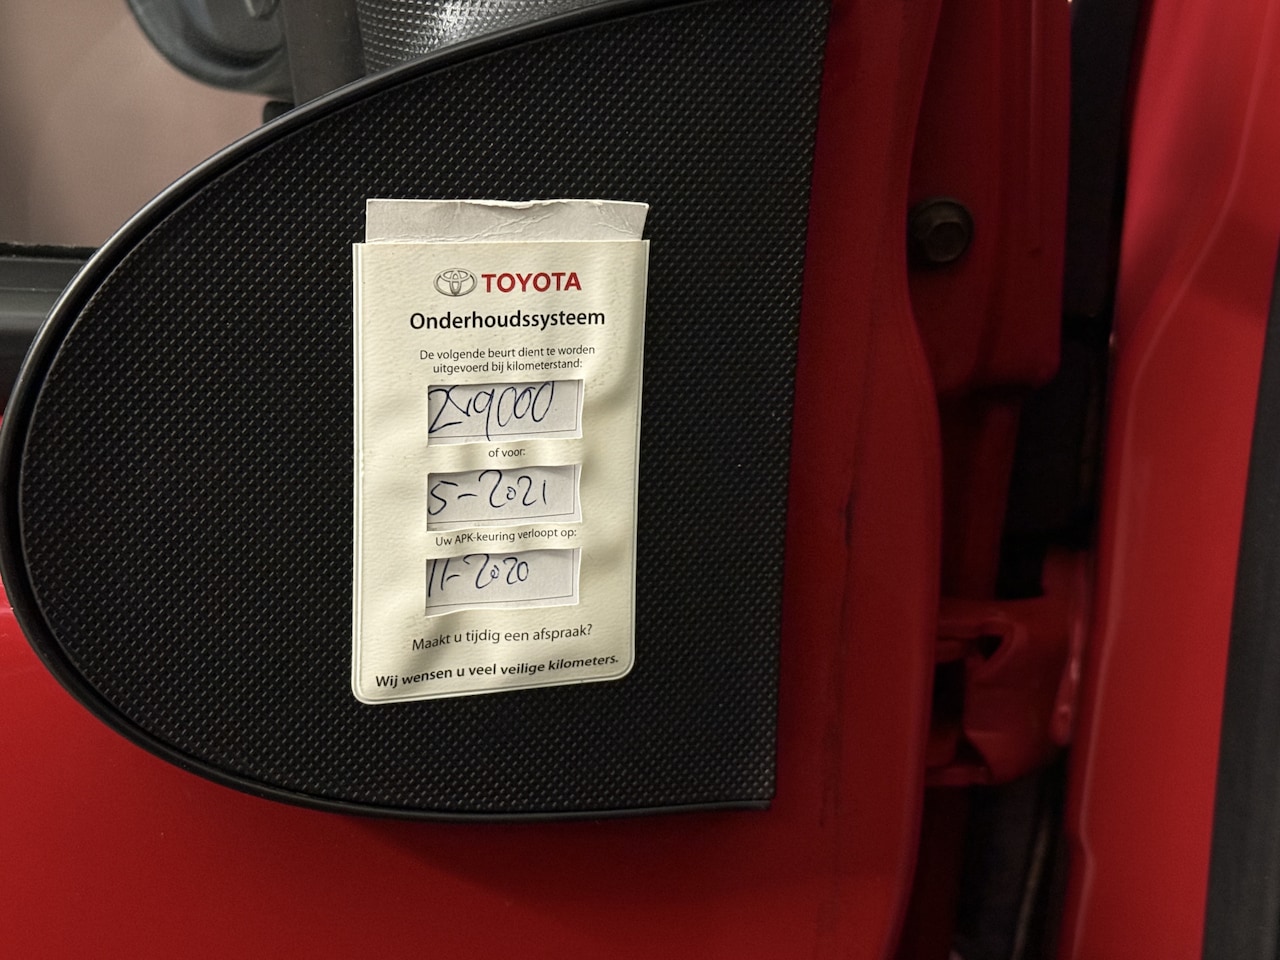 TOYOTA
Onderhoudssysteem
De volgende beurt dient te worden
uitgevoerd bij kilometerstand:
of voor:
5-2021
Uw APK-keuring verloopt op:
11-2020
Maakt u tijdig een afspraak?
Wij wensen u veel veilige kilometers.